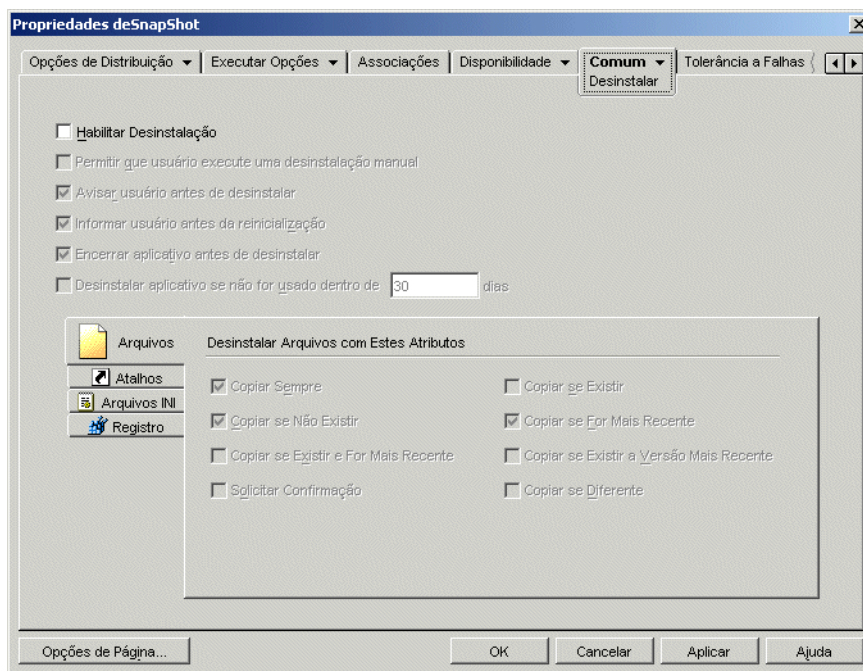 Propriedades deSnapShot
Opções de Distribuição Executar Opções Associações Disponibilidade Comum Tolerância a Falhas
Desinstalar
Habilitar Desinstalação
Permitir que usuário execute uma desinstalação manual
Avisar usuário antes de desinstalar
Informar usuário antes da reinicialização
Encerrar aplicativo antes de desinstalar
Desinstalar aplicativo se não for usado dentro de 30 dias
Arquivos
Atalhos
Arquivos INI
Registro
Desinstalar Arquivos com Estes Atributos
Copiar Sempre Copiar se Existir
Copiar se Não Existir Copiar se For Mais Recente
Copiar se Existir e For Mais Recente Copiar se Existir a Versão Mais Recente
Solicitar Confirmação Copiar se Diferente
Opções de Página... OK Cancelar Aplicar Ajuda